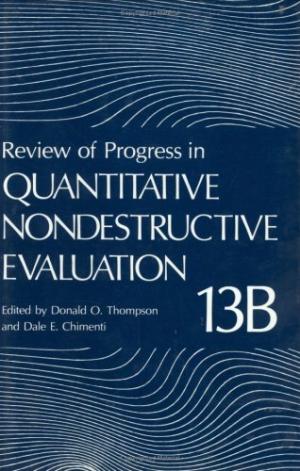 Review of Progress in
QUANTITATIVE
NONDESTRUCTIVE
EVALUATION
Edited by Donald O. Thompson
and Dale E. Chimenti
13B